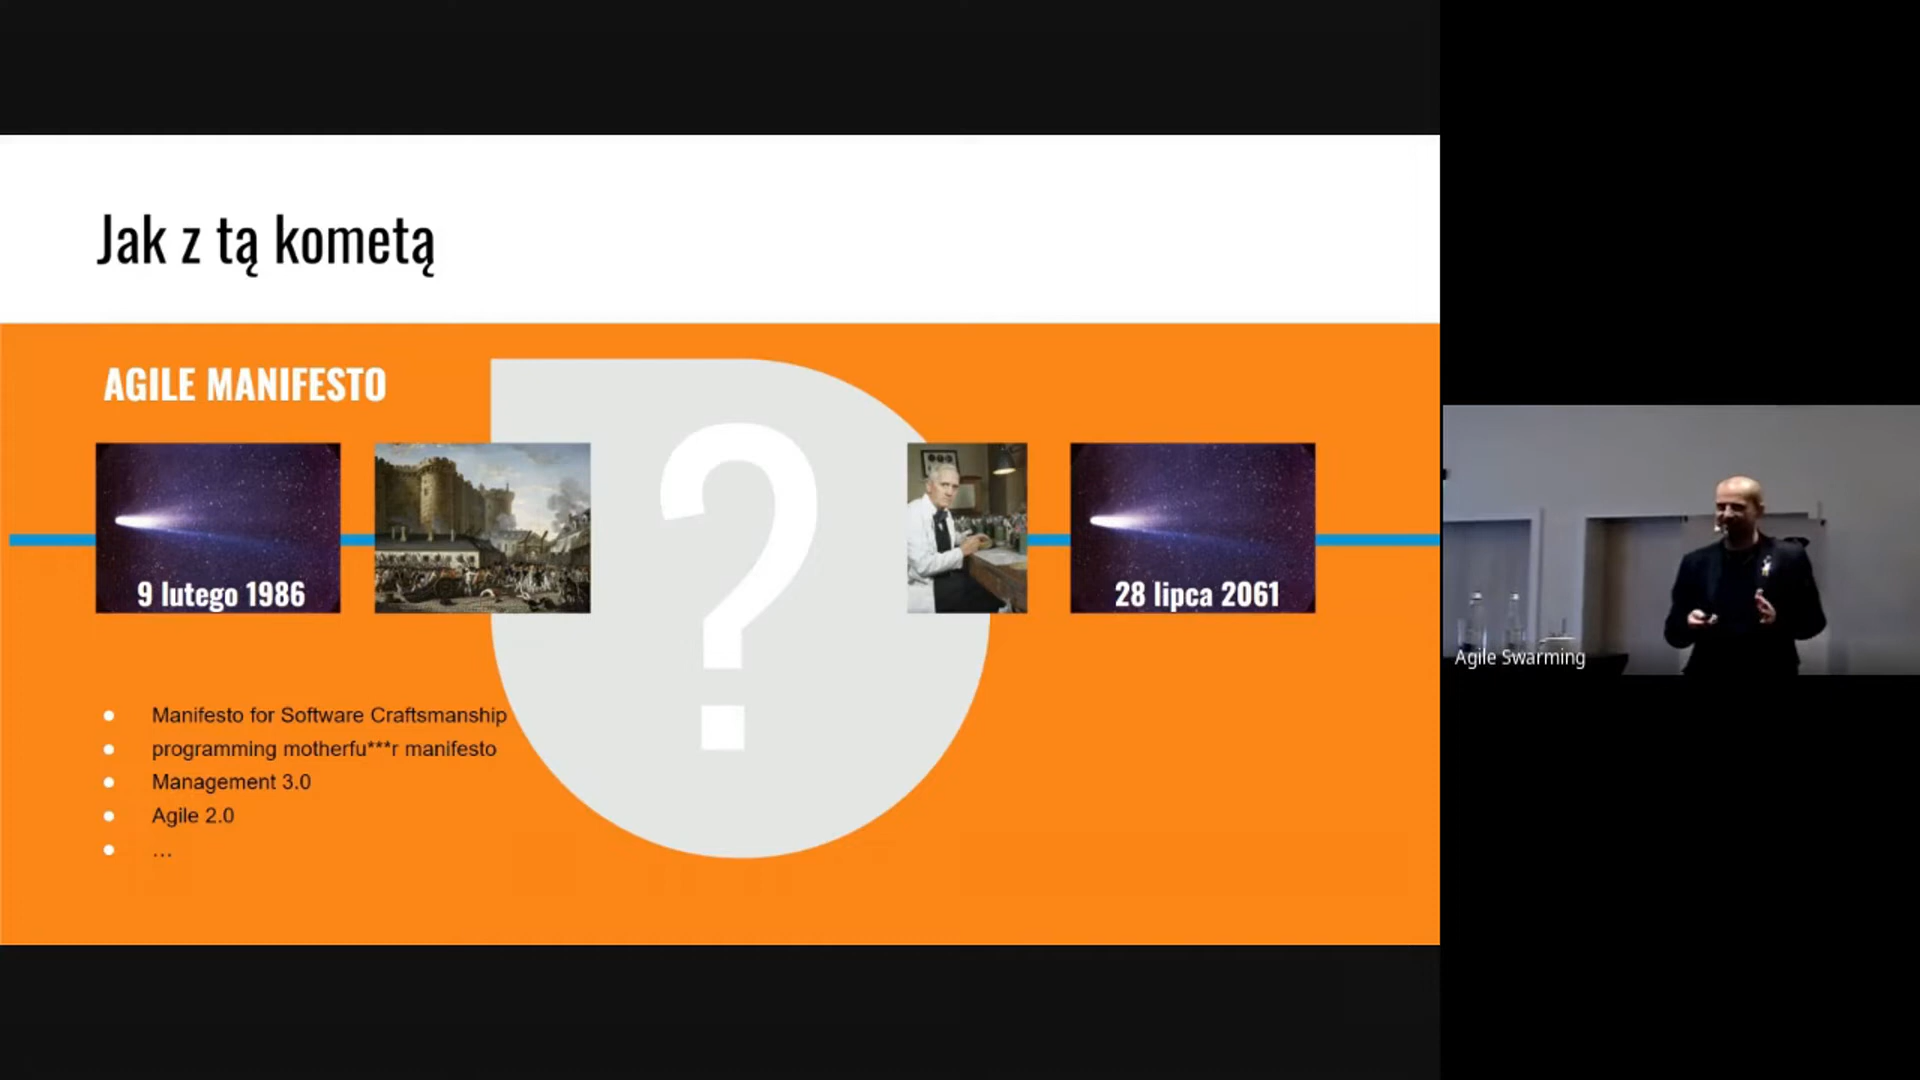 Jak z tą kometą
AGILE MANIFESTO
9 lutego 1986
28 lipca 2061
Manifesto for Software Craftsmanship
programming motherfu***r manifesto
Management 3.0
Agile 2.0
...
?
Agile Swarming